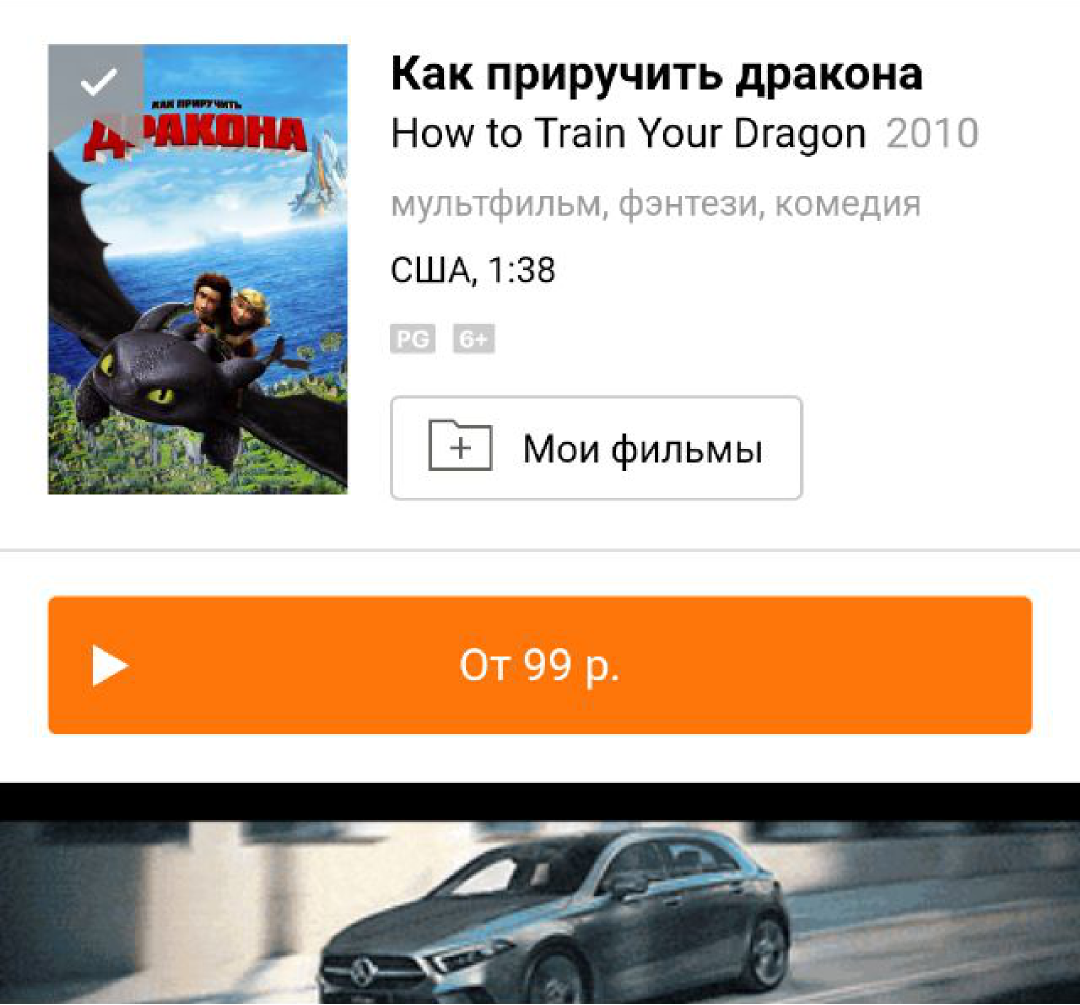 КАК ПРИРУЧИТЬ
ДРАКОНА
Как приручить дракона
How to Train Your Dragon 2010
мультфильм, фэнтези, комедия
США, 1:38
PG 6+
Мои фильмы
От 99 р.